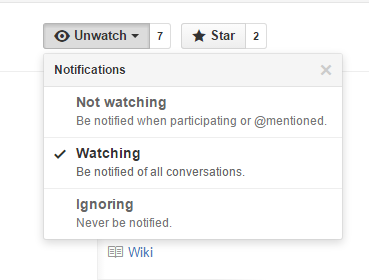 Unwatch 7 Star 2
Notifications
Not watching
Be notified when participating or @mentioned.
Watching
Be notified of all conversations.
Ignoring
Never be notified.
Wiki